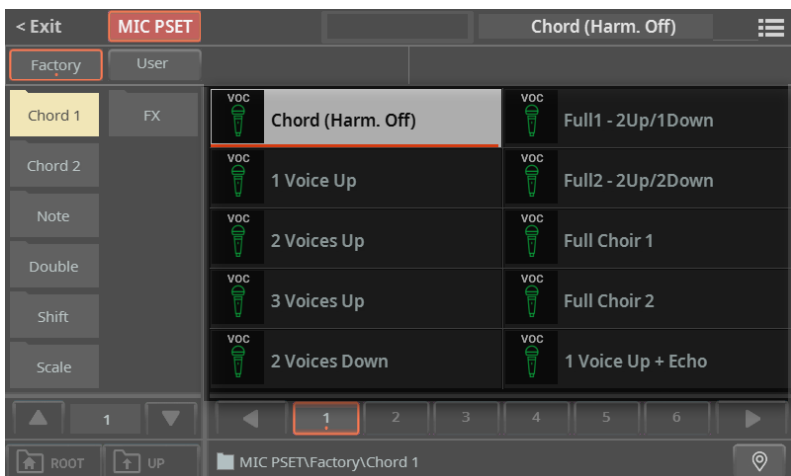 < Exit MIC PSET Chord (Harm. Off)
Factory User
Chord 1 FX
Chord 2
Note
Double
Shift
Scale
VOC Chord (Harm. Off) VOC Full1 - 2Up/1Down
VOC 1 Voice Up VOC Full2 - 2Up/2Down
VOC 2 Voices Up VOC Full Choir 1
VOC 3 Voices Up VOC Full Choir 2
VOC 2 Voices Down VOC 1 Voice Up + Echo
1 1 2 3 4 5 6
ROOT UP MIC PSET\Factory\Chord 1